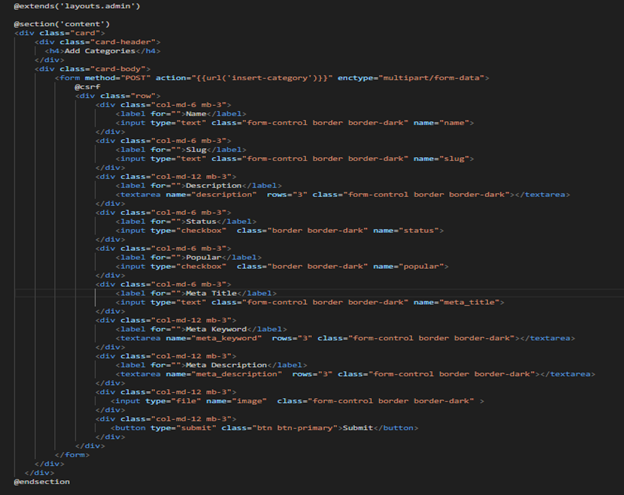 @extends('layouts.admin')
@section('content')
<div class="card">
<div class="card-header">
<h4>Add Categories</h4>
</div>
<div class="card-body">
<form method="POST" action="{{url('insert-category')}}" enctype="multipart/form-data">
@csrf
<div class="row">
<div class="col-md-6 mb-3">
<label for="">Name</label>
<input type="text" class="form-control border border-dark" name="name">
</div>
<div class="col-md-6 mb-3">
<label for="">Slug</label>
<input type="text" class="form-control border border-dark" name="slug">
</div>
<div class="col-md-12 mb-3">
<label for="">Description</label>
<textarea name="description"  rows="3" class="form-control border border-dark"></textarea>
</div>
<div class="col-md-6 mb-3">
<label for="">Status</label>
<input type="checkbox"  class="border border-dark" name="status">
</div>
<div class="col-md-6 mb-3">
<label for="">Popular</label>
<input type="checkbox"  class="border border-dark" name="popular">
</div>
<div class="col-md-6 mb-3">
<label for="">Meta Title</label>
<input type="text" class="form-control border border-dark" name="meta_title">
</div>
<div class="col-md-12 mb-3">
<label for="">Meta Keyword</label>
<textarea name="meta_keyword"  rows="3" class="form-control border border-dark"></textarea>
</div>
<div class="col-md-12 mb-3">
<label for="">Meta Description</label>
<textarea name="meta_description"  rows="3" class="form-control border border-dark"></textarea>
</div>
<div class="col-md-12 mb-3">
<input type="file" name="image"  class="form-control border border-dark" >
</div>
<div class="col-md-12 mb-3">
<button type="submit" class="btn btn-primary">Submit</button>
</div>
</div>
</form>
</div>
</div>
@endsection